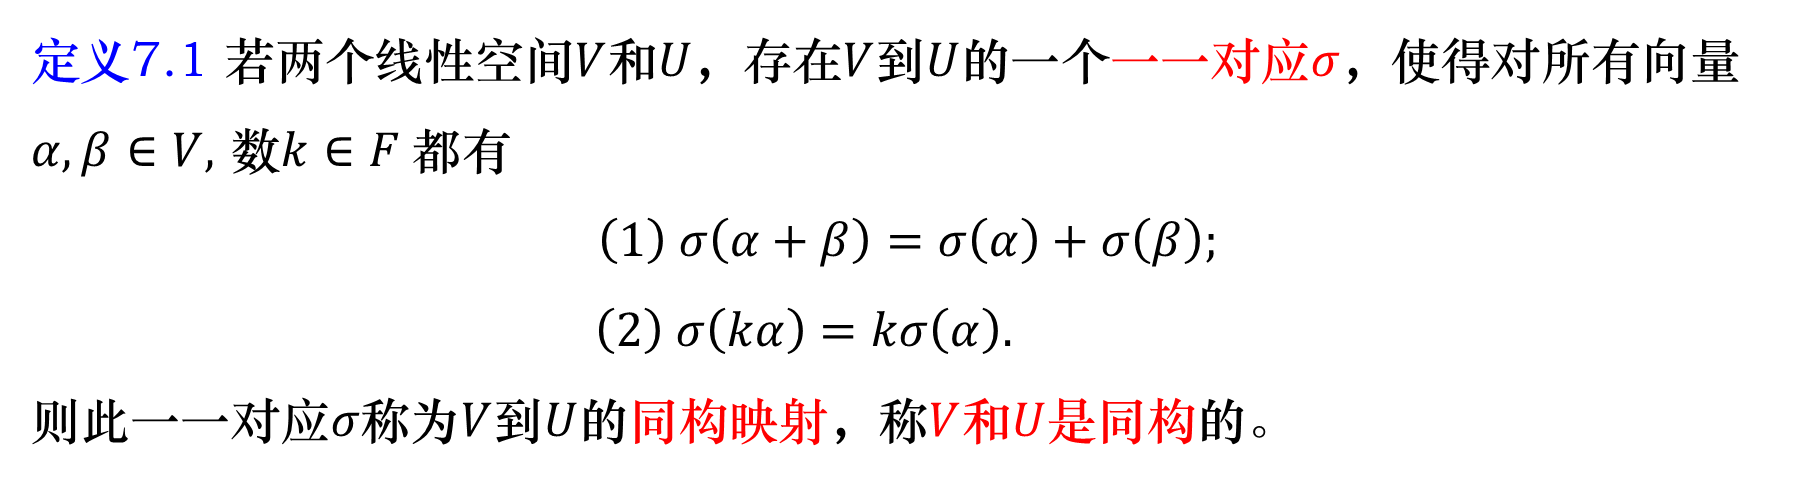 定义7.1 若两个线性空间V和U，存在V到U的一个一一对应σ，使得对所有向量
α, β ∈ V, 数k ∈ F 都有
(1) σ(α + β) = σ(α) + σ(β);
(2) σ(kα) = kσ(α).
则此一一对应σ称为V到U的同构映射，称V和U是同构的。